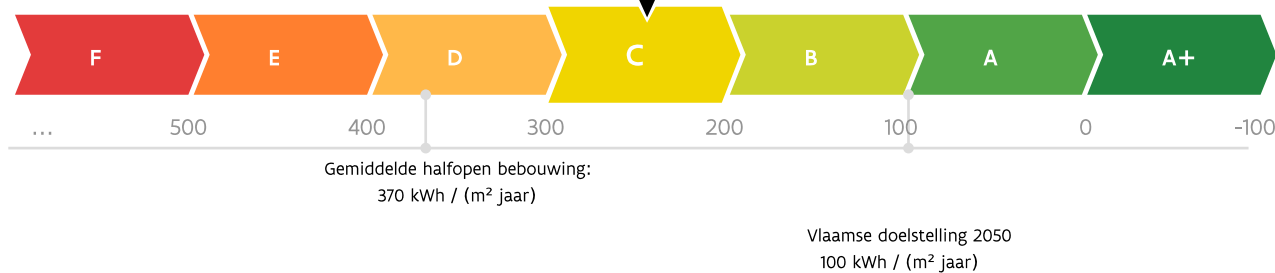 F E D C B A A+
... 500 400 300 200 100 0 -100
Gemiddelde halfopen bebouwing:
370 kWh / (m² jaar)
Vlaamse doelstelling 2050
100 kWh / (m² jaar)